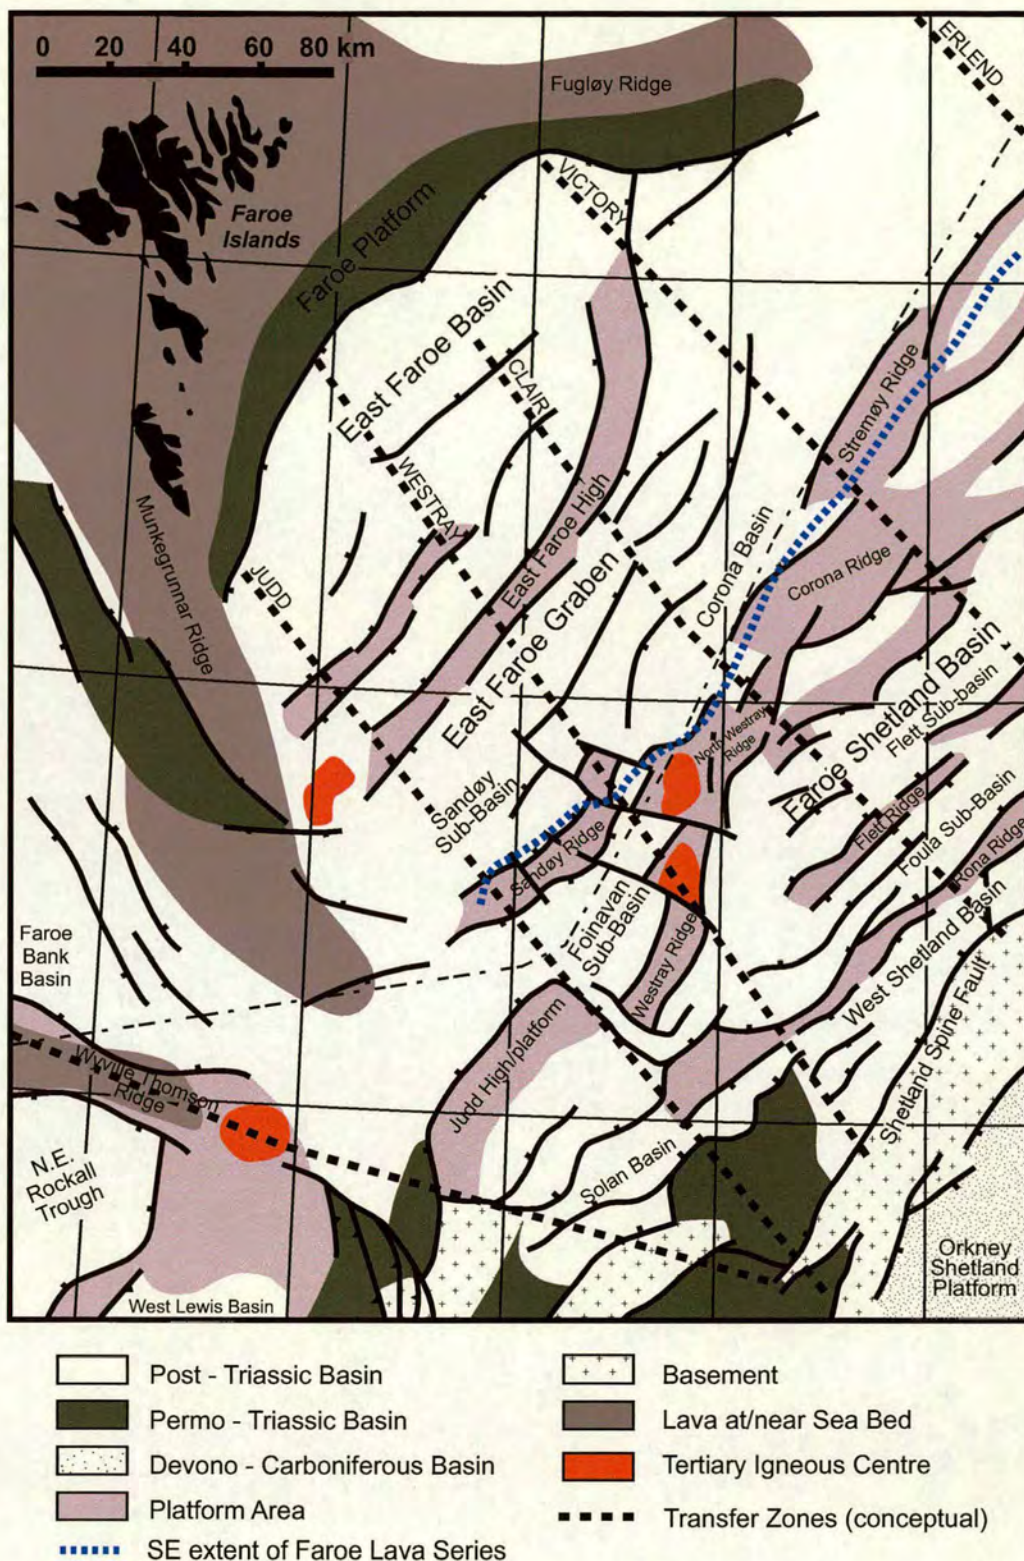 0 20 40 60 80 km
ERLEND
Fugløy Ridge
VICTORY
Faroe
Islands
Faroe Platform
East Faroe Basin
CLAIR
Stremøy Ridge
WESTRAY
East Faroe High
Munkegrunnar Ridge
JUDD
Corona Basin
Corona Ridge
East Faroe Graben
Faroe Shetland Basin
Flett Sub-basin
North Westray
Ridge
Sandøy
Sub-Basin
Sandøy Ridge
Flett Ridge
Foula Sub-Basin
Rona Ridge
Foinavan
Sub-Basin
Westray Ridge
West Shetland Basin
Faroe
Bank
Basin
Shetland Spine Fault
Wyville Thomson
Ridge
Judd High/platform
N.E.
Rockall
Trough
Solan Basin
Orkney
Shetland
Platform
West Lewis Basin
Post - Triassic Basin
Permo - Triassic Basin
Devono - Carboniferous Basin
Platform Area
SE extent of Faroe Lava Series
Basement
Lava at/near Sea Bed
Tertiary Igneous Centre
Transfer Zones (conceptual)